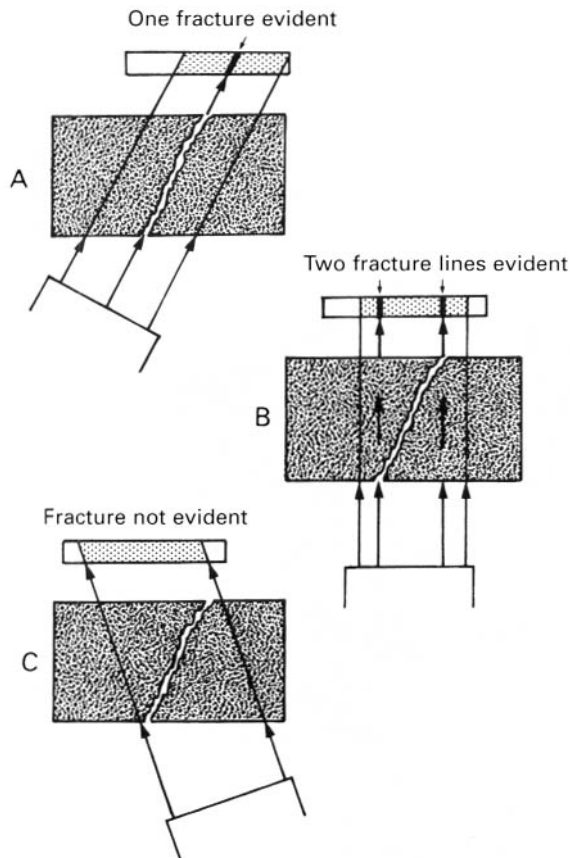 One fracture evident
A
Two fracture lines evident
B
Fracture not evident
C